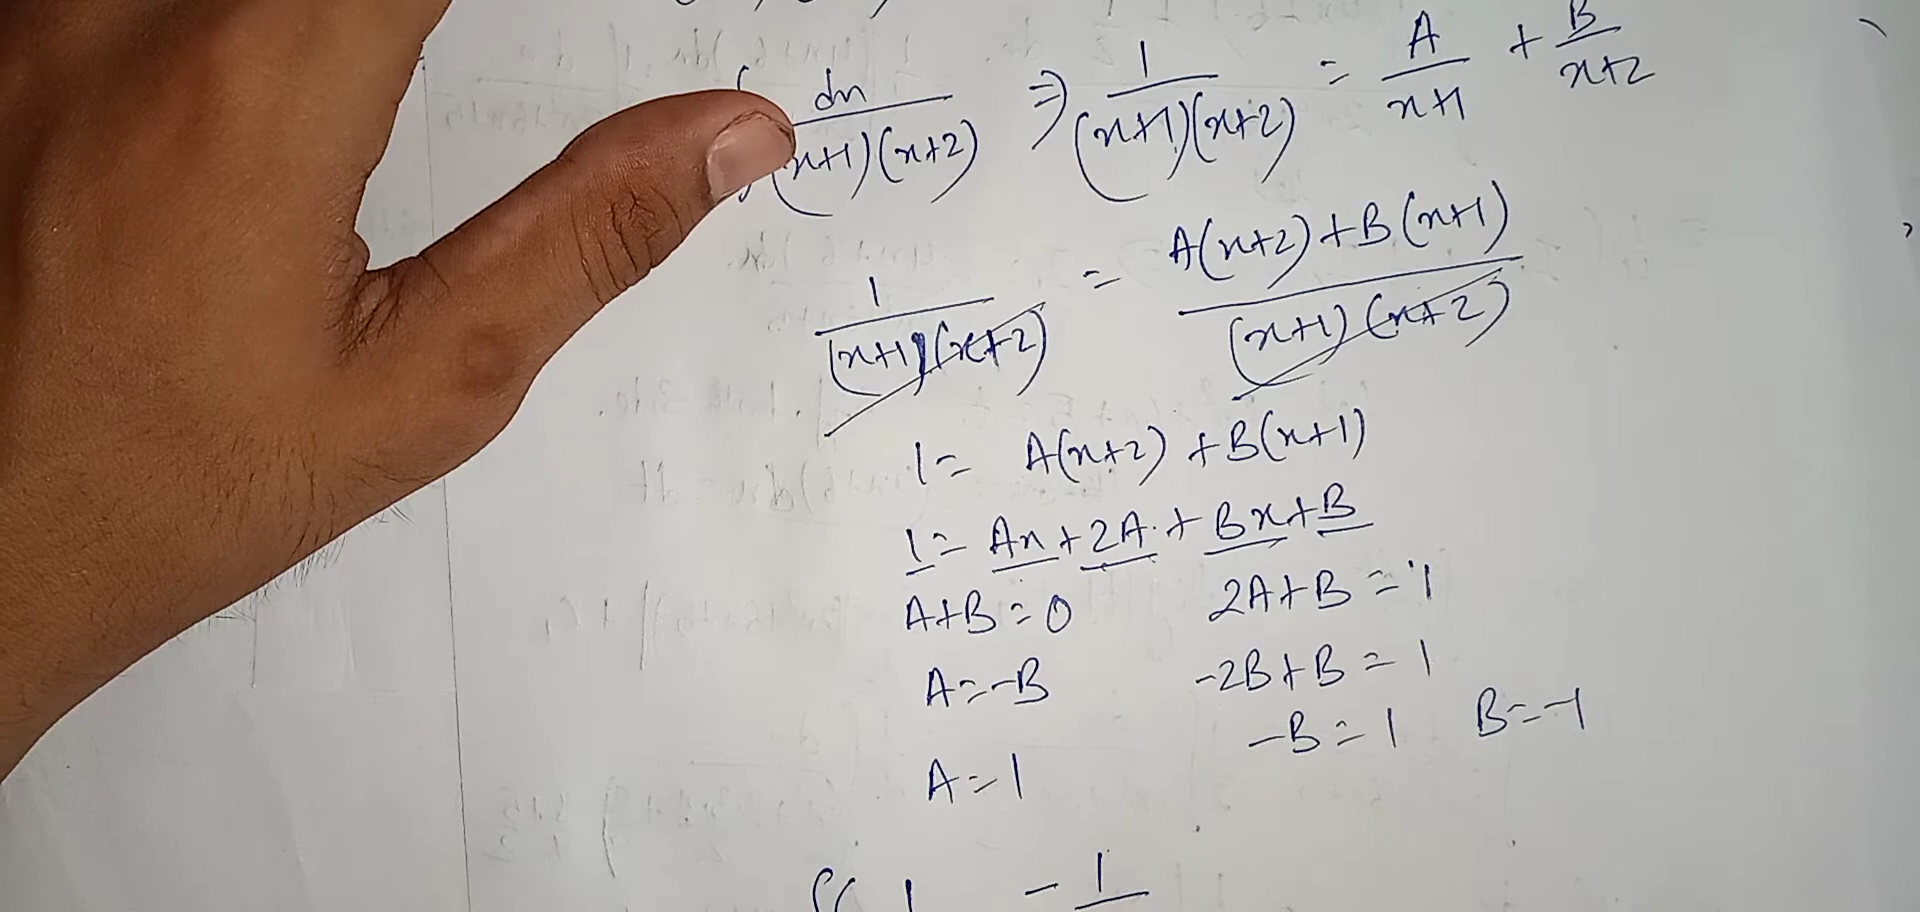 ∫ dx/(x+1)(x+2) ⇒ 1/(x+1)(x+2) = A/x+1 + B/x+2
1/(x+1)(x+2) = A(x+2)+B(x+1)/(x+1)(x+2)
1 = A(x+2) + B(x+1)
1 = Ax + 2A + Bx + B
A+B = 0 2A+B = 1
A = -B -2B+B = 1
-B = 1 B = -1
A = 1